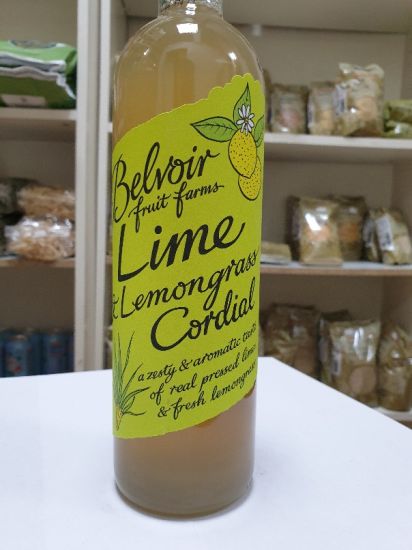 Belvoir
fruit farms
Lime
& Lemongrass
Cordial
a zesty & aromatic taste
of real pressed limes
& fresh lemongrass